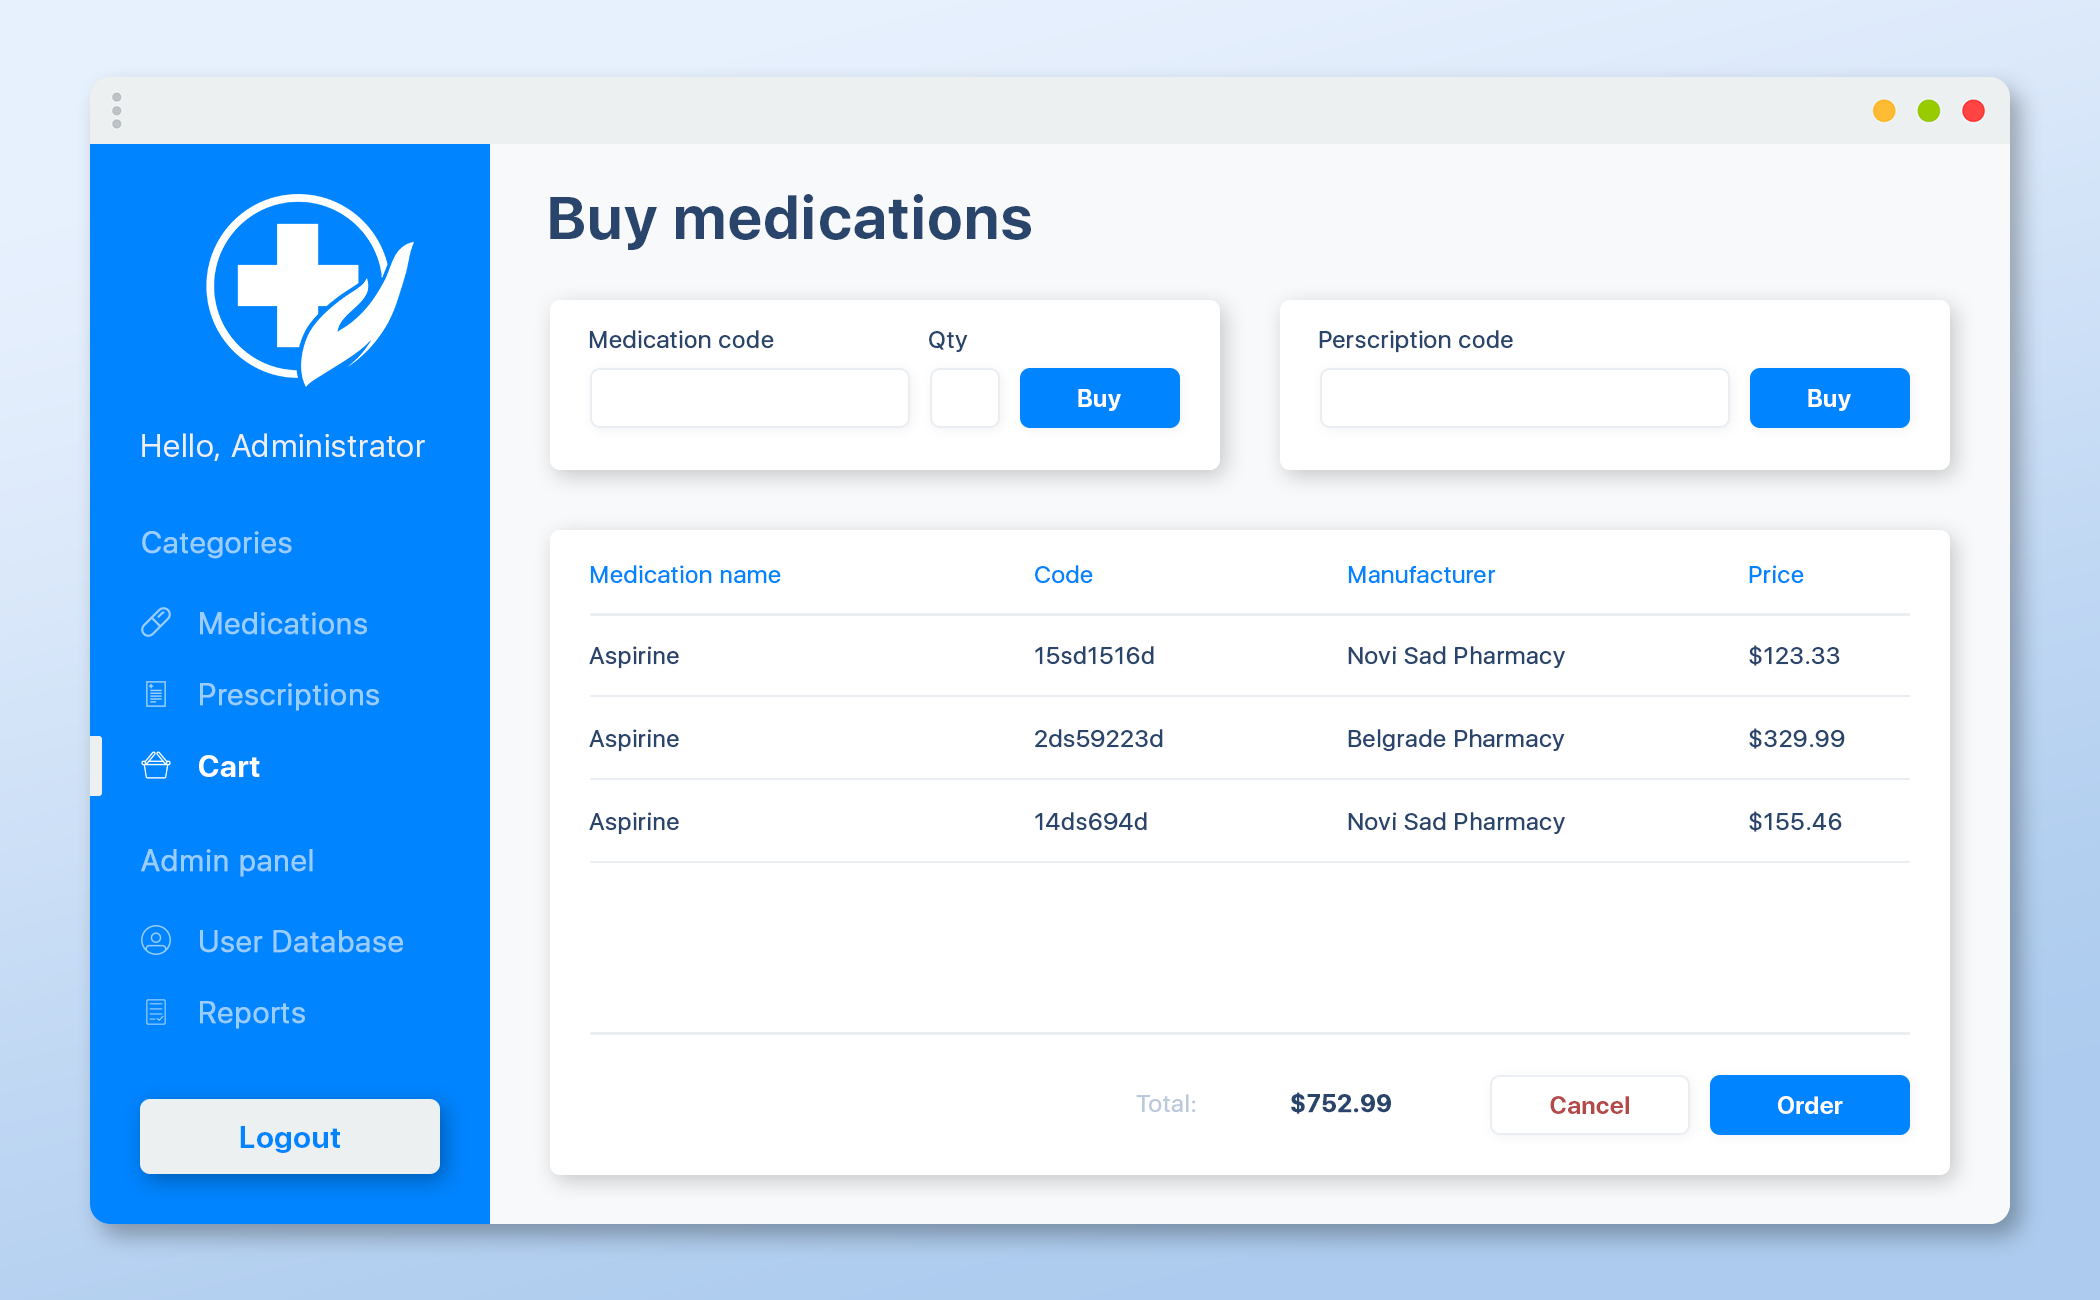 Hello, Administrator
Categories
Medications
Prescriptions
Cart
Admin panel
User Database
Reports
Logout
Buy medications
Medication code Qty
Buy
Perscription code
Buy
Medication name Code Manufacturer Price
Aspirine 15sd1516d Novi Sad Pharmacy $123.33
Aspirine 2ds59223d Belgrade Pharmacy $329.99
Aspirine 14ds694d Novi Sad Pharmacy $155.46
Total: $752.99 Cancel Order